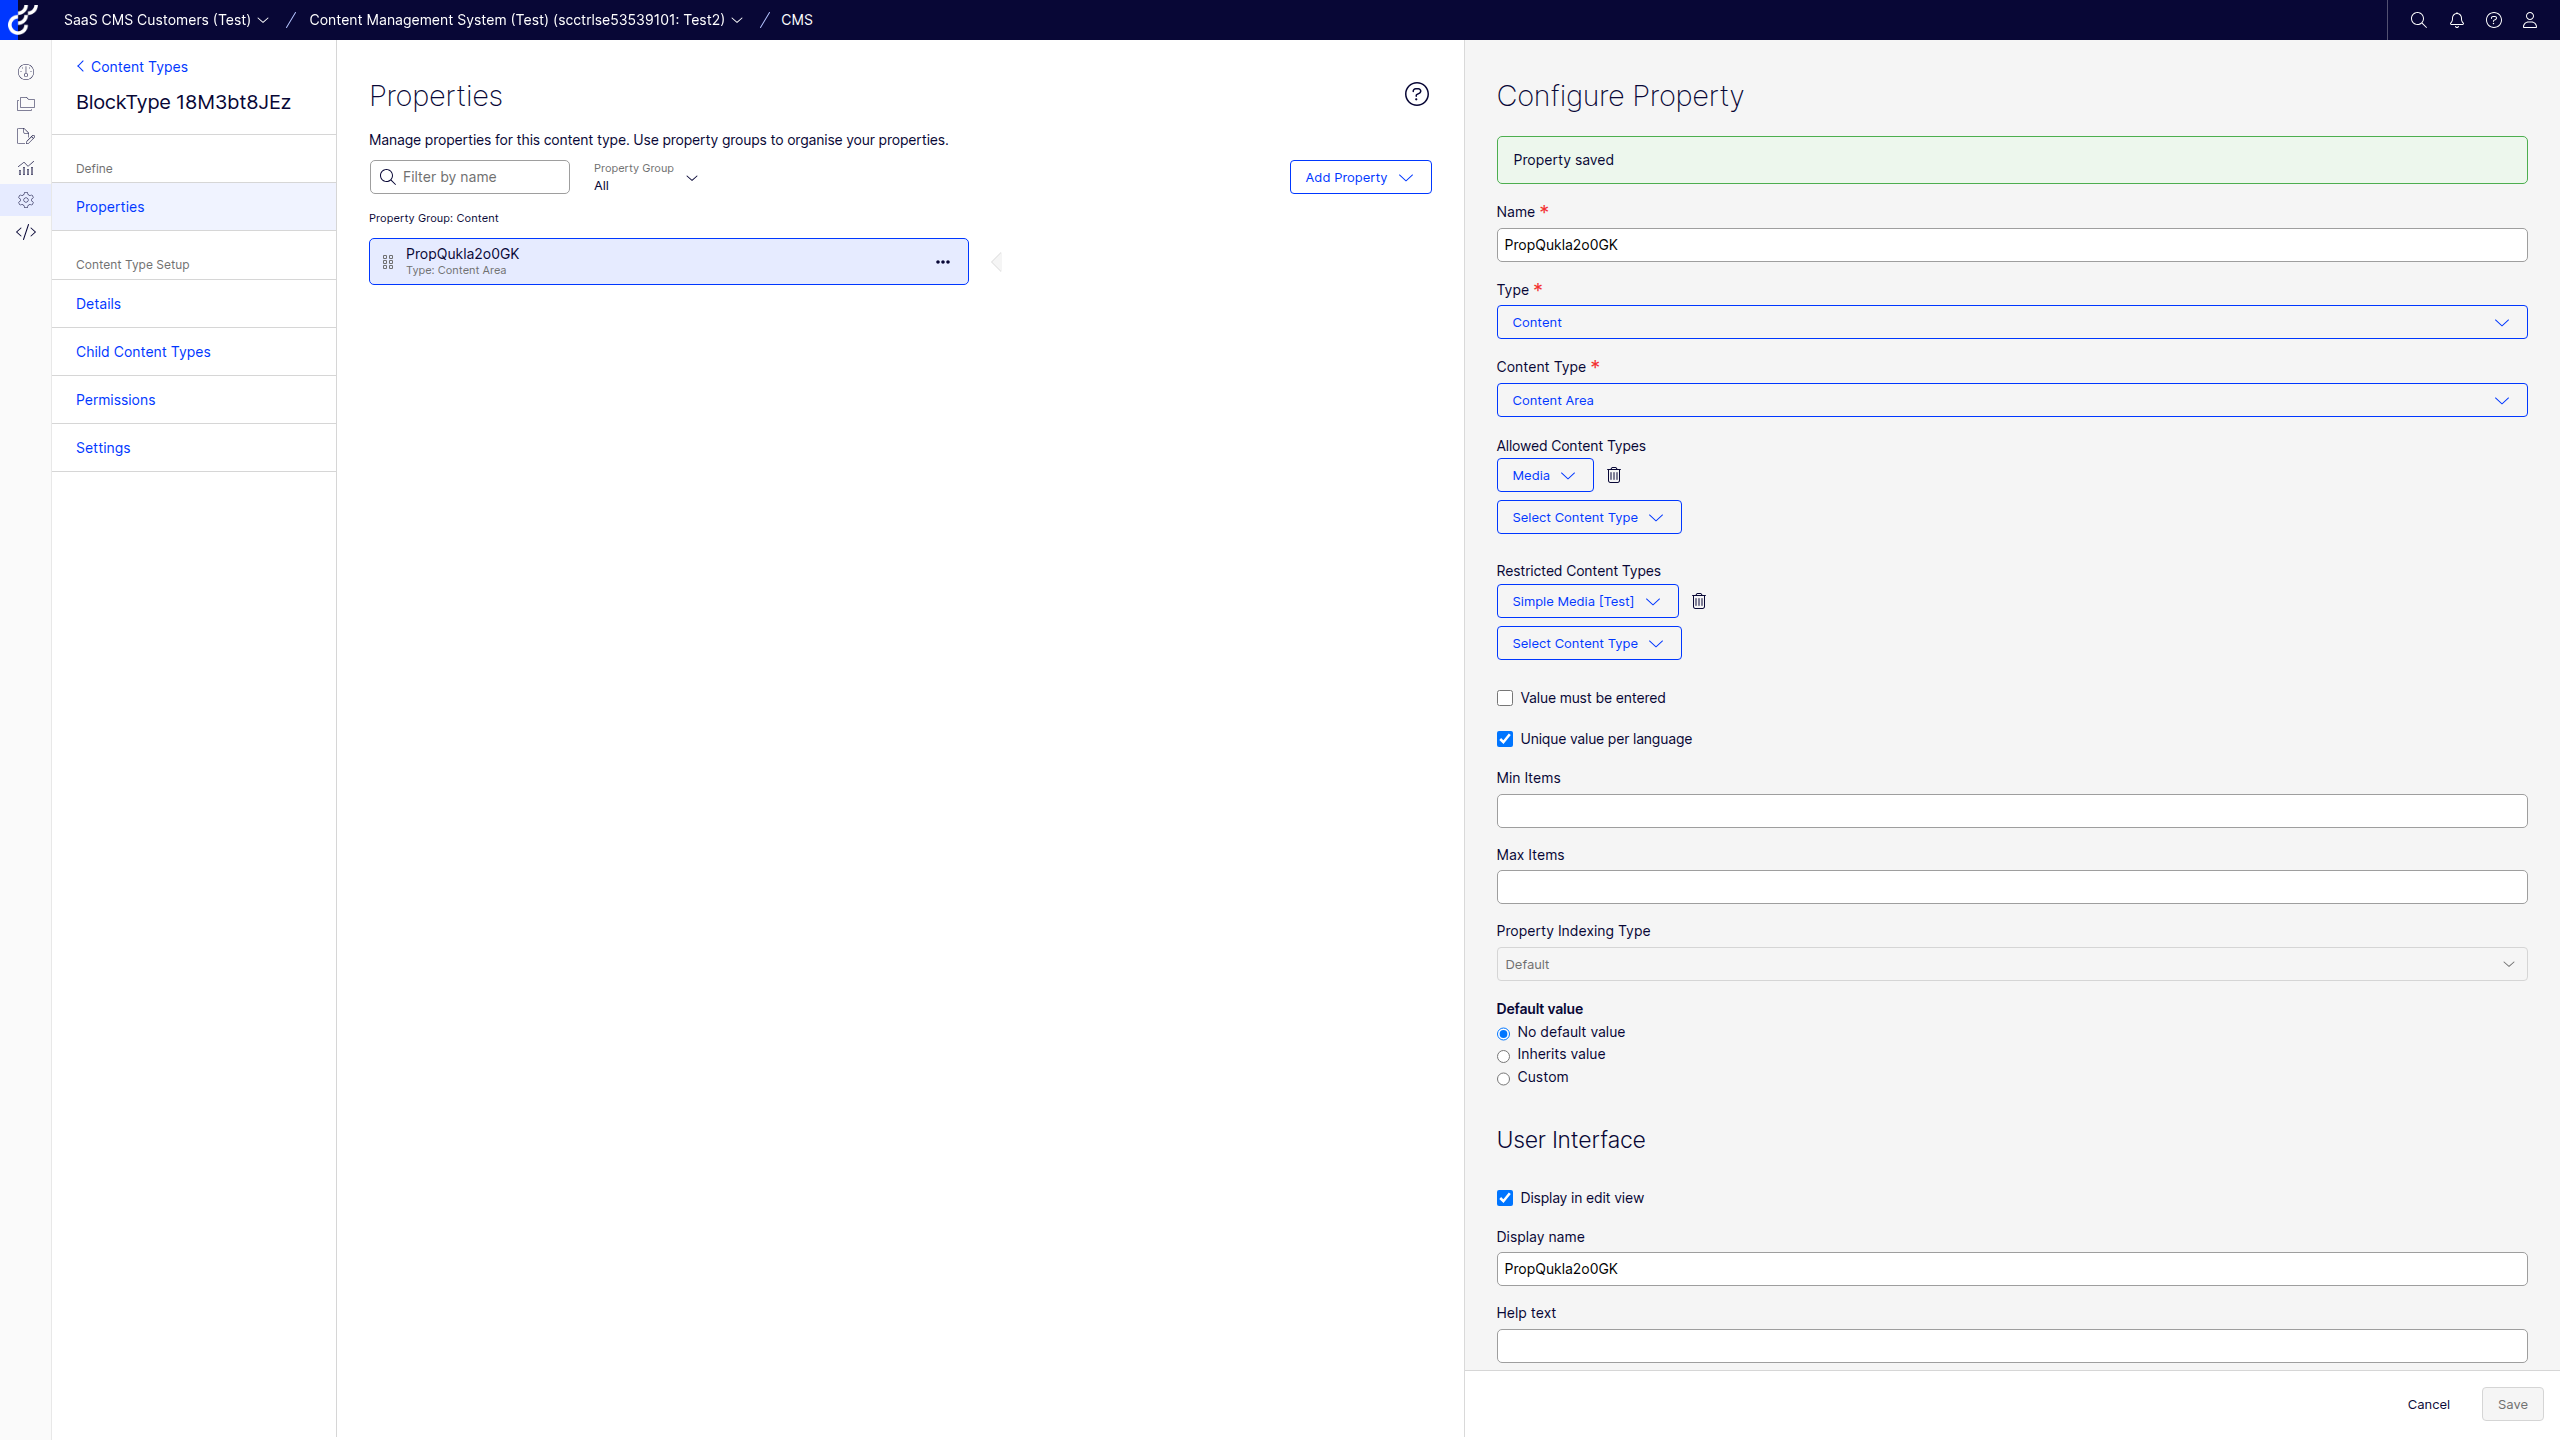 SaaS CMS Customers (Test) / Content Management System (Test) (scctrlse53539101: Test2) / CMS
Content Types
BlockType 18M3bt8JEz
Define
Properties
Content Type Setup
Details
Child Content Types
Permissions
Settings
Properties
Manage properties for this content type. Use property groups to organise your properties.
Filter by name
Property Group
All
Add Property
Property Group: Content
PropQukIa2o0GK
Type: Content Area
Configure Property
Property saved
Name *
PropQukIa2o0GK
Type *
Content
Content Type *
Content Area
Allowed Content Types
Media
Select Content Type
Restricted Content Types
Simple Media [Test]
Select Content Type
Value must be entered
Unique value per language
Min Items
Max Items
Property Indexing Type
Default
Default value
No default value
Inherits value
Custom
User Interface
Display in edit view
Display name
PropQukIa2o0GK
Help text
Cancel
Save